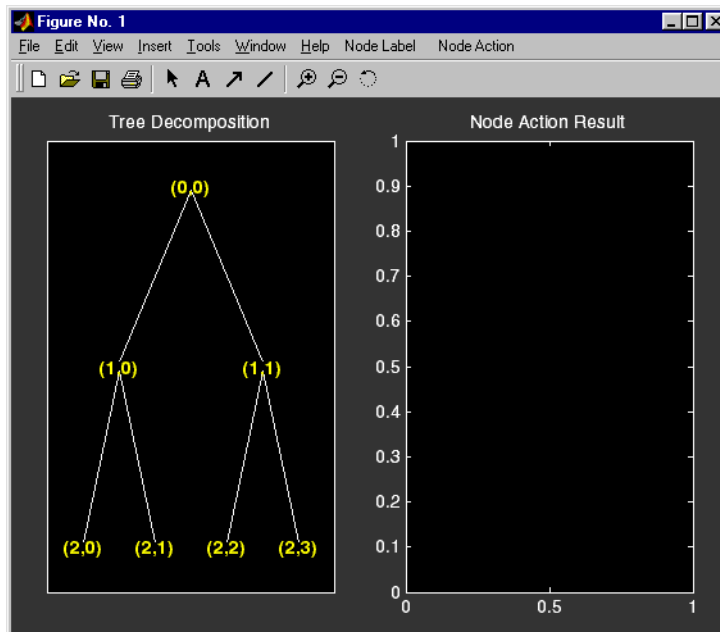 Figure No. 1
File Edit View Insert Tools Window Help Node Label Node Action
A
Tree Decomposition
(0,0)
(1,0) (1,1)
(2,0) (2,1) (2,2) (2,3)
Node Action Result
1
0.9
0.8
0.7
0.6
0.5
0.4
0.3
0.2
0.1
0
0 0.5 1